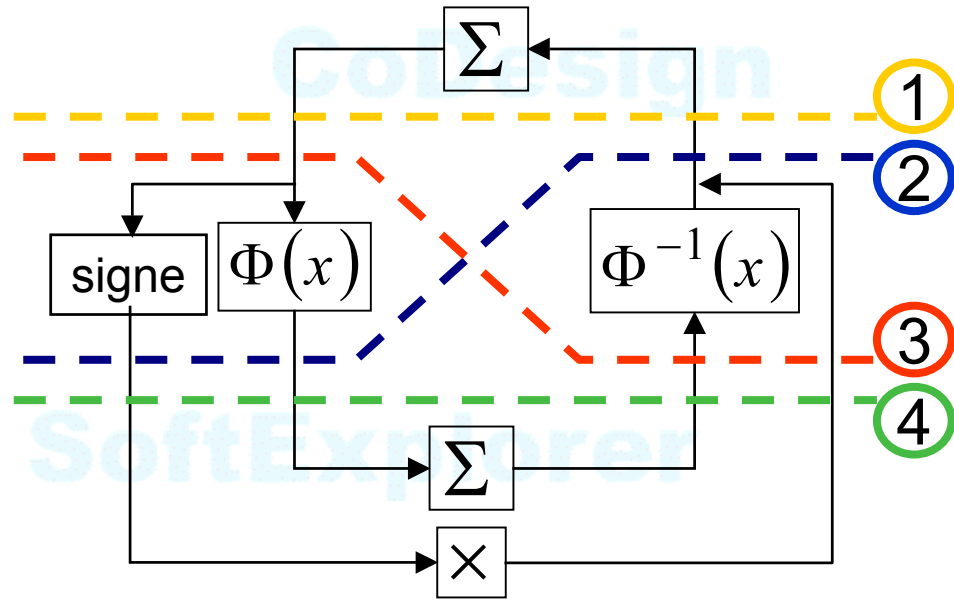 Σ
CoDesign
1
2
signe
Φ(x)
Φ⁻¹(x)
3
4
SoftExplorer
Σ
×